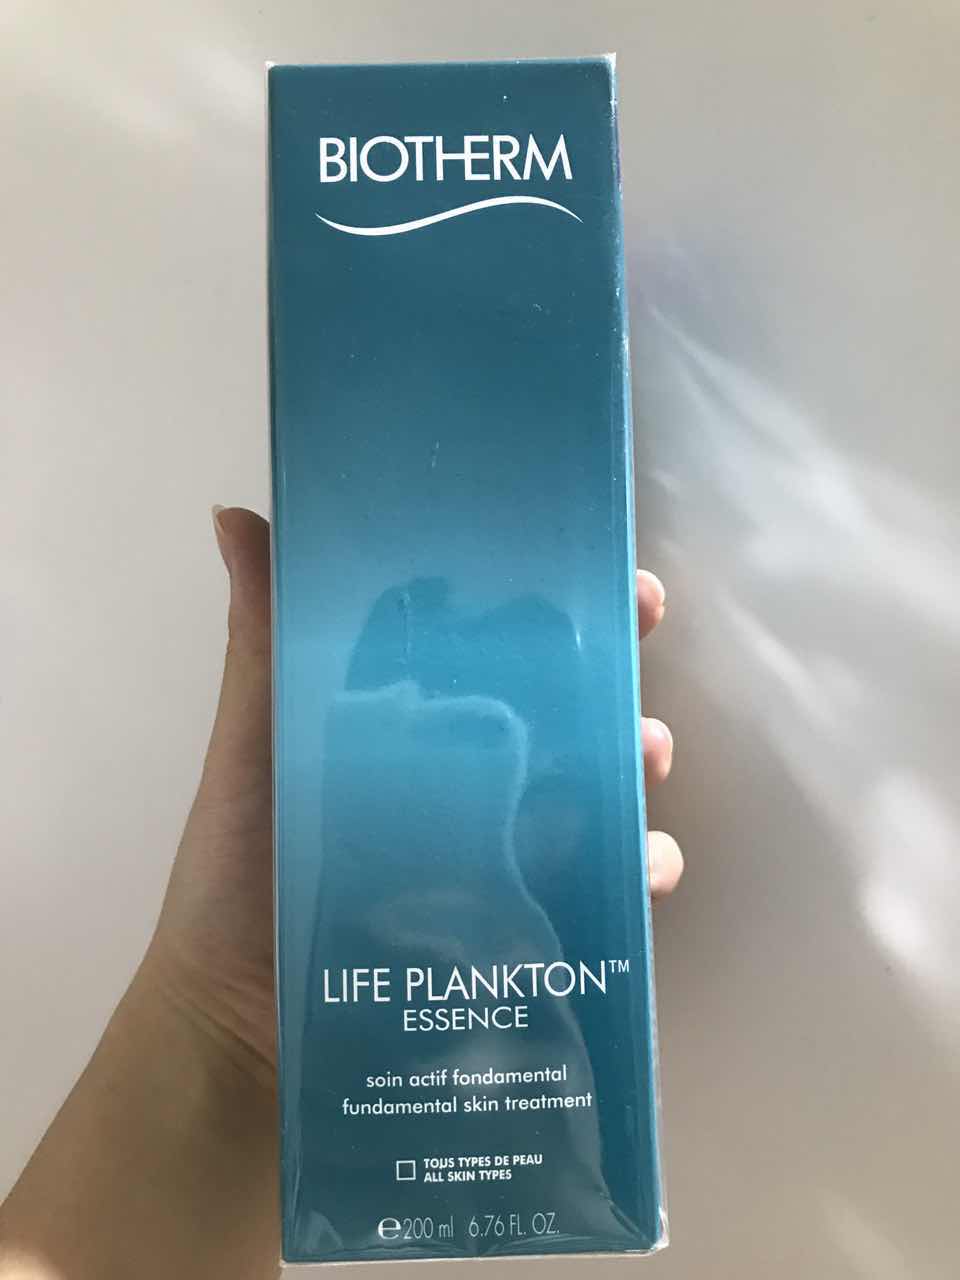 BIOTHERM
LIFE PLANKTON™
ESSENCE
soin actif fondamental
fundamental skin treatment
TOUS TYPES DE PEAU
ALL SKIN TYPES
℮200 ml 6.76 FL. OZ.